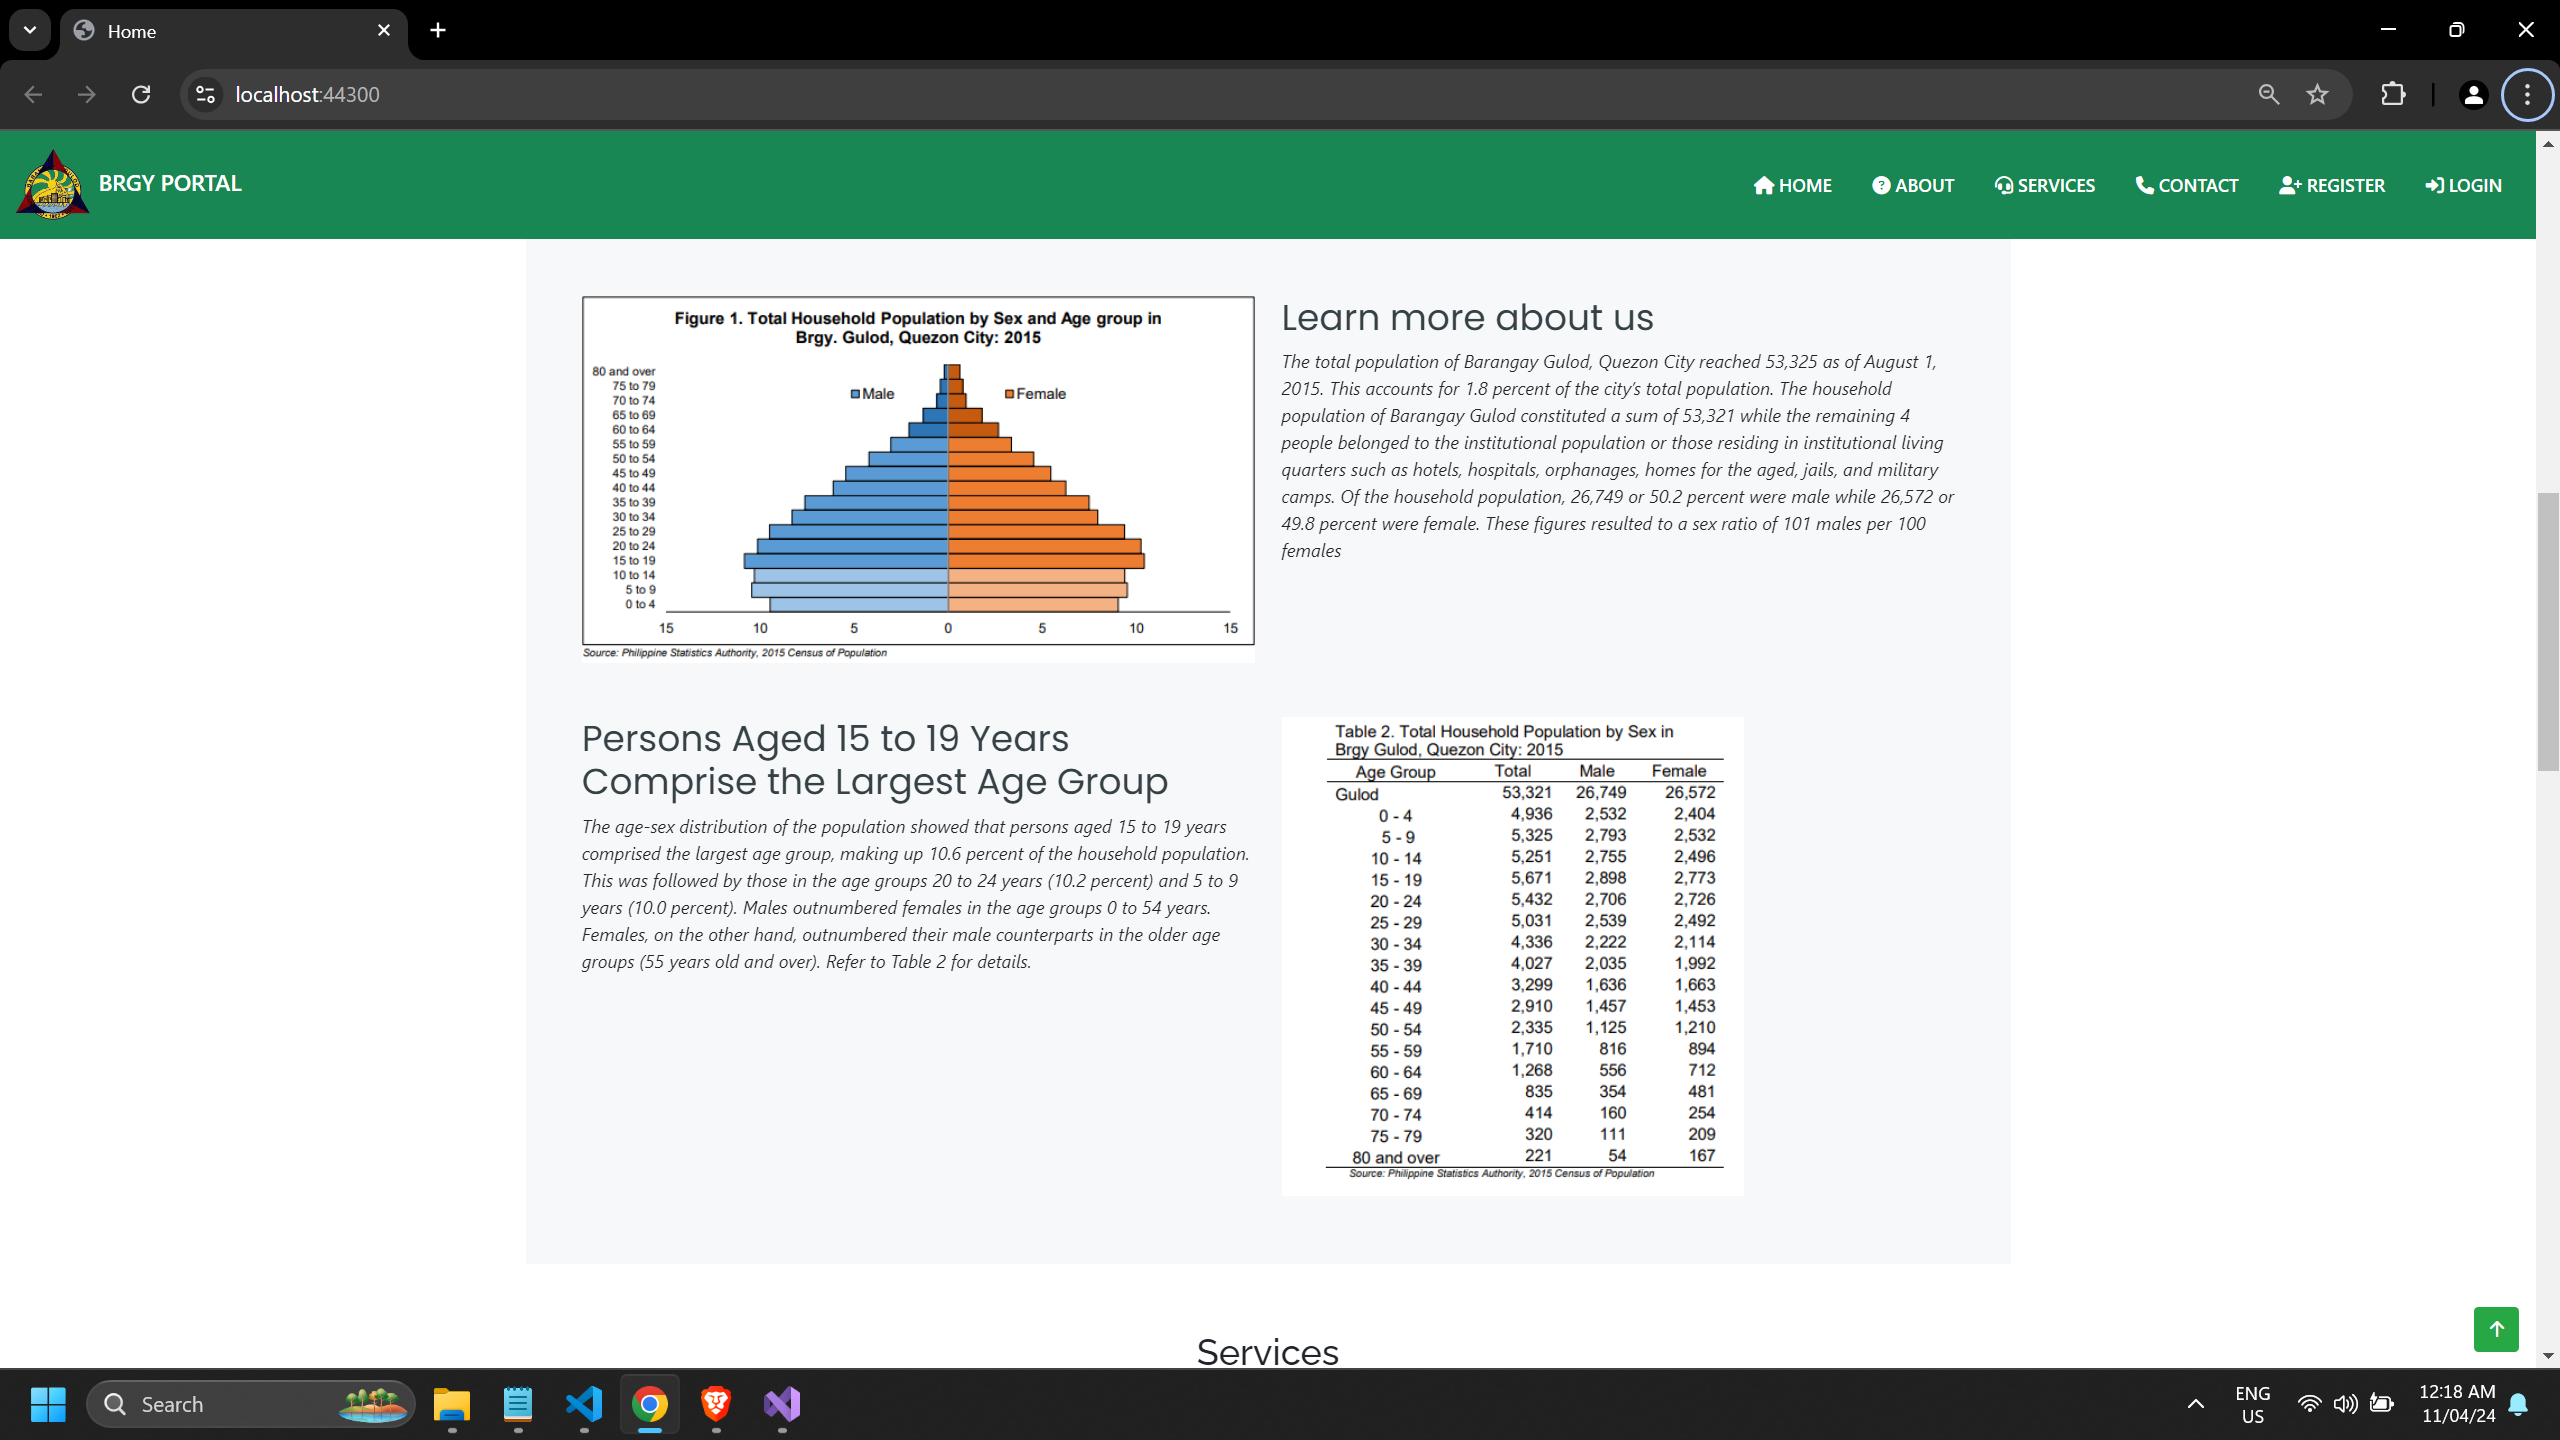 Home
localhost:44300
BRGY PORTAL
HOME
ABOUT
SERVICES
CONTACT
REGISTER
LOGIN
Figure 1. Total Household Population by Sex and Age group in
Brgy. Gulod, Quezon City: 2015
80 and over
75 to 79
Male
Female
70 to 74
65 to 69
60 to 64
55 to 59
50 to 54
45 to 49
40 to 44
35 to 39
30 to 34
25 to 29
20 to 24
15 to 19
10 to 14
5 to 9
0 to 4
15 10 5 0 5 10 15
Source: Philippine Statistics Authority, 2015 Census of Population
Learn more about us
The total population of Barangay Gulod, Quezon City reached 53,325 as of August 1,
2015. This accounts for 1.8 percent of the city's total population. The household
population of Barangay Gulod constituted a sum of 53,321 while the remaining 4
people belonged to the institutional population or those residing in institutional living
quarters such as hotels, hospitals, orphanages, homes for the aged, jails, and military
camps. Of the household population, 26,749 or 50.2 percent were male while 26,572 or
49.8 percent were female. These figures resulted to a sex ratio of 101 males per 100
females
Persons Aged 15 to 19 Years
Comprise the Largest Age Group
The age-sex distribution of the population showed that persons aged 15 to 19 years
comprised the largest age group, making up 10.6 percent of the household population.
This was followed by those in the age groups 20 to 24 years (10.2 percent) and 5 to 9
years (10.0 percent). Males outnumbered females in the age groups 0 to 54 years.
Females, on the other hand, outnumbered their male counterparts in the older age
groups (55 years old and over). Refer to Table 2 for details.
Table 2. Total Household Population by Sex in
Brgy Gulod, Quezon City: 2015
Age Group Total Male Female
Gulod 53,321 26,749 26,572
0 - 4 4,936 2,532 2,404
5 - 9 5,325 2,793 2,532
10 - 14 5,251 2,755 2,496
15 - 19 5,671 2,898 2,773
20 - 24 5,432 2,706 2,726
25 - 29 5,031 2,539 2,492
30 - 34 4,336 2,222 2,114
35 - 39 4,027 2,035 1,992
40 - 44 3,299 1,636 1,663
45 - 49 2,910 1,457 1,453
50 - 54 2,335 1,125 1,210
55 - 59 1,710 816 894
60 - 64 1,268 556 712
65 - 69 835 354 481
70 - 74 414 160 254
75 - 79 320 111 209
80 and over 221 54 167
Source: Philippine Statistics Authority, 2015 Census of Population
Services
Search
ENG
US
12:18 AM
11/04/24